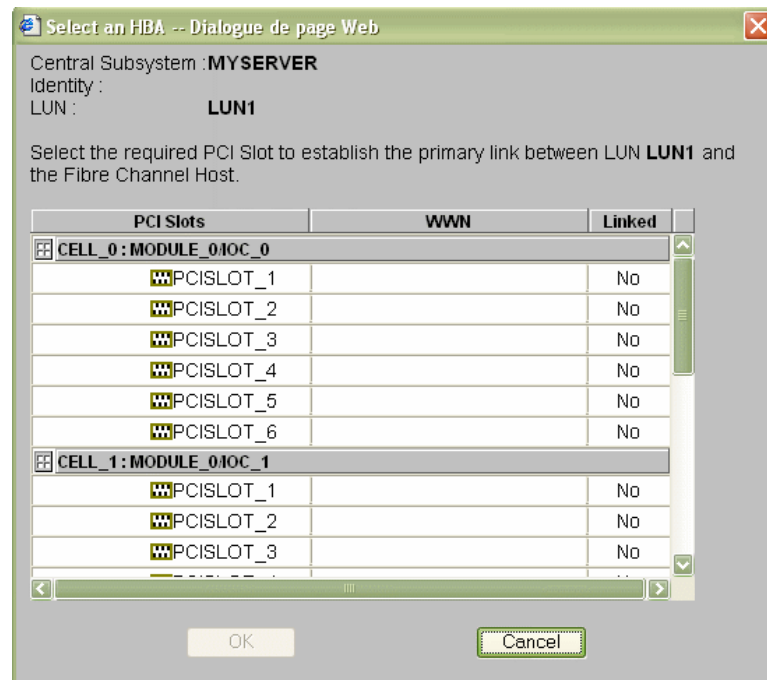 Select an HBA -- Dialogue de page Web
Central Subsystem : MYSERVER
Identity :
LUN : LUN1
Select the required PCI Slot to establish the primary link between LUN LUN1 and
the Fibre Channel Host.
PCI Slots WWN Linked
CELL_0 : MODULE_0/IOC_0
PCISLOT_1 No
PCISLOT_2 No
PCISLOT_3 No
PCISLOT_4 No
PCISLOT_5 No
PCISLOT_6 No
CELL_1 : MODULE_0/IOC_1
PCISLOT_1 No
PCISLOT_2 No
PCISLOT_3 No
OK Cancel